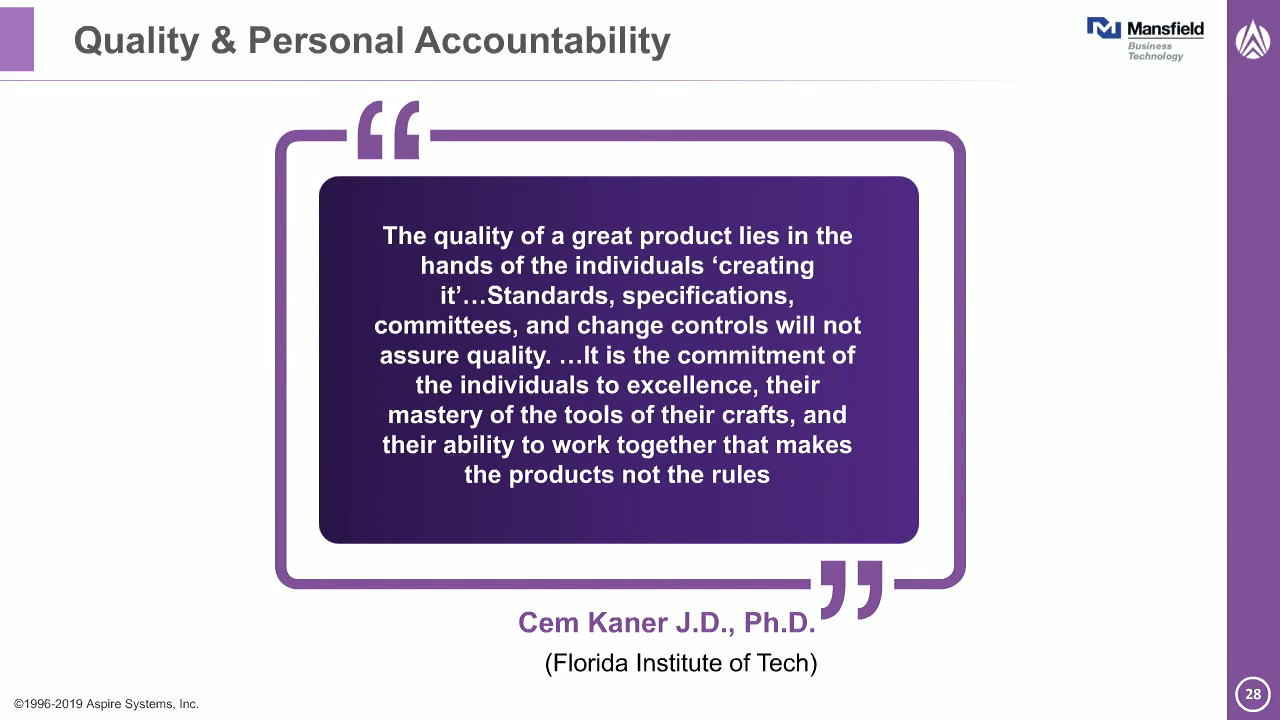 Quality & Personal Accountability
Mansfield
Business
Technology
The quality of a great product lies in the
hands of the individuals ‘creating
it’…Standards, specifications,
committees, and change controls will not
assure quality. …It is the commitment of
the individuals to excellence, their
mastery of the tools of their crafts, and
their ability to work together that makes
the products not the rules
Cem Kaner J.D., Ph.D.
(Florida Institute of Tech)
©1996-2019 Aspire Systems, Inc.
28